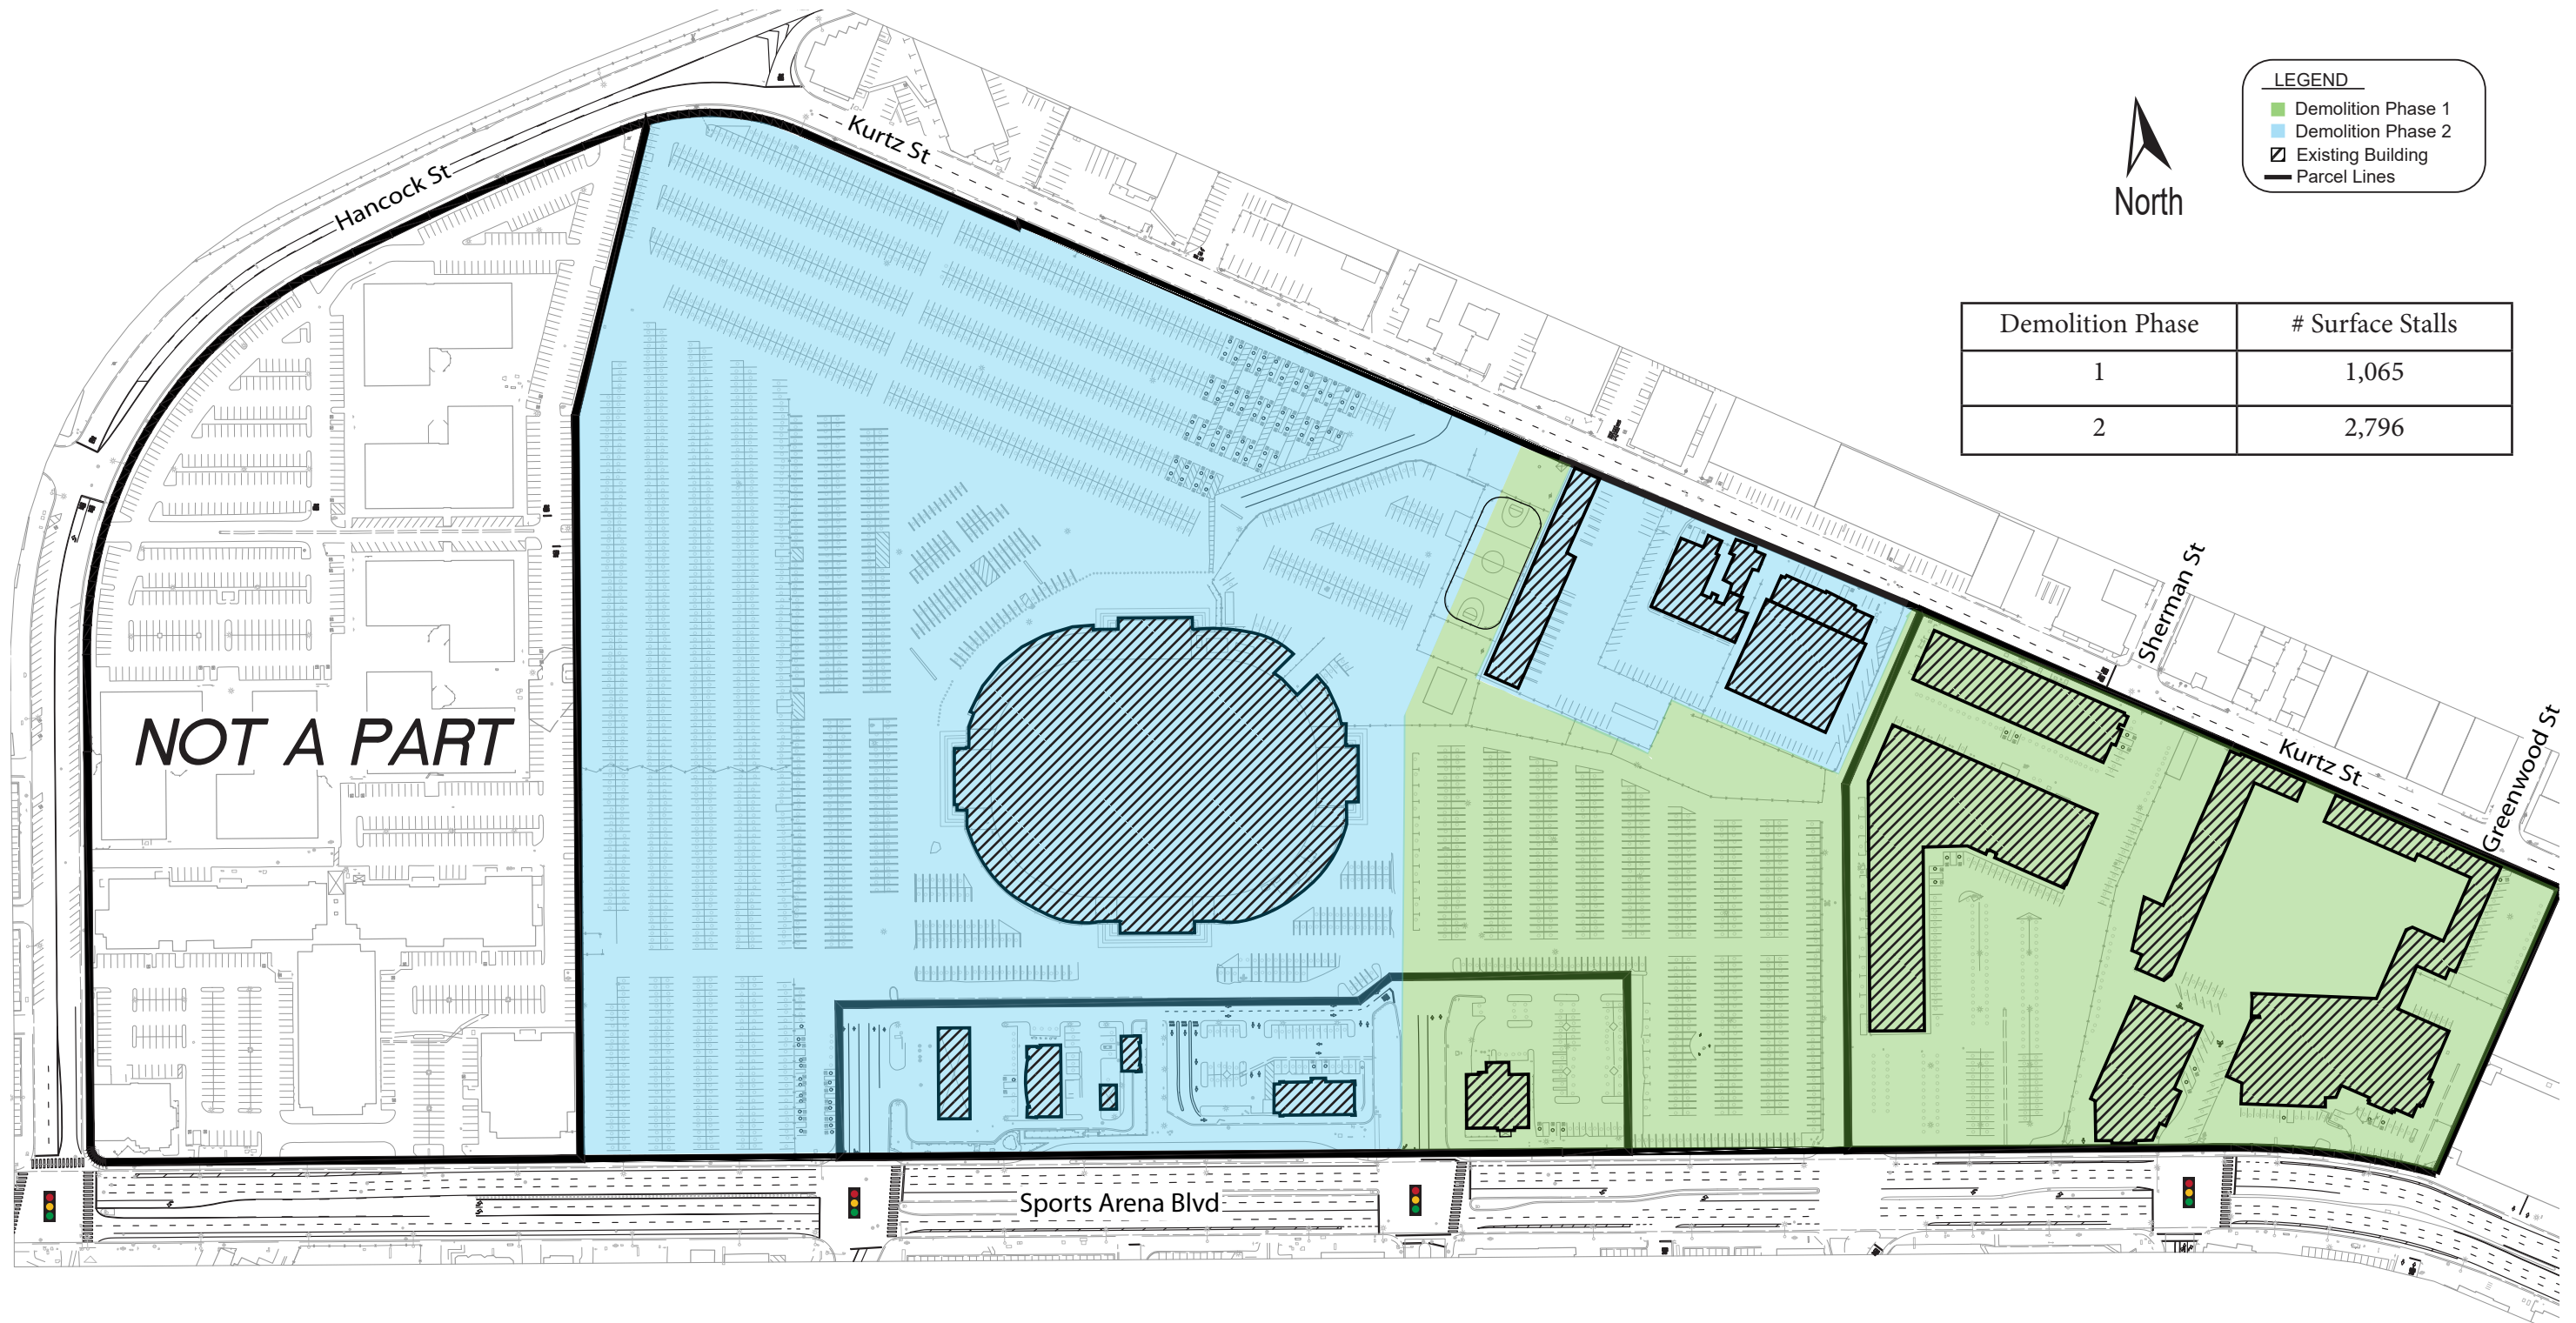 LEGEND
Demolition Phase 1
Demolition Phase 2
Existing Building
Parcel Lines
North
Demolition Phase # Surface Stalls
1 1,065
2 2,796
Hancock St
Kurtz St
Sherman St
Kurtz St
Greenwood St
NOT A PART
Sports Arena Blvd